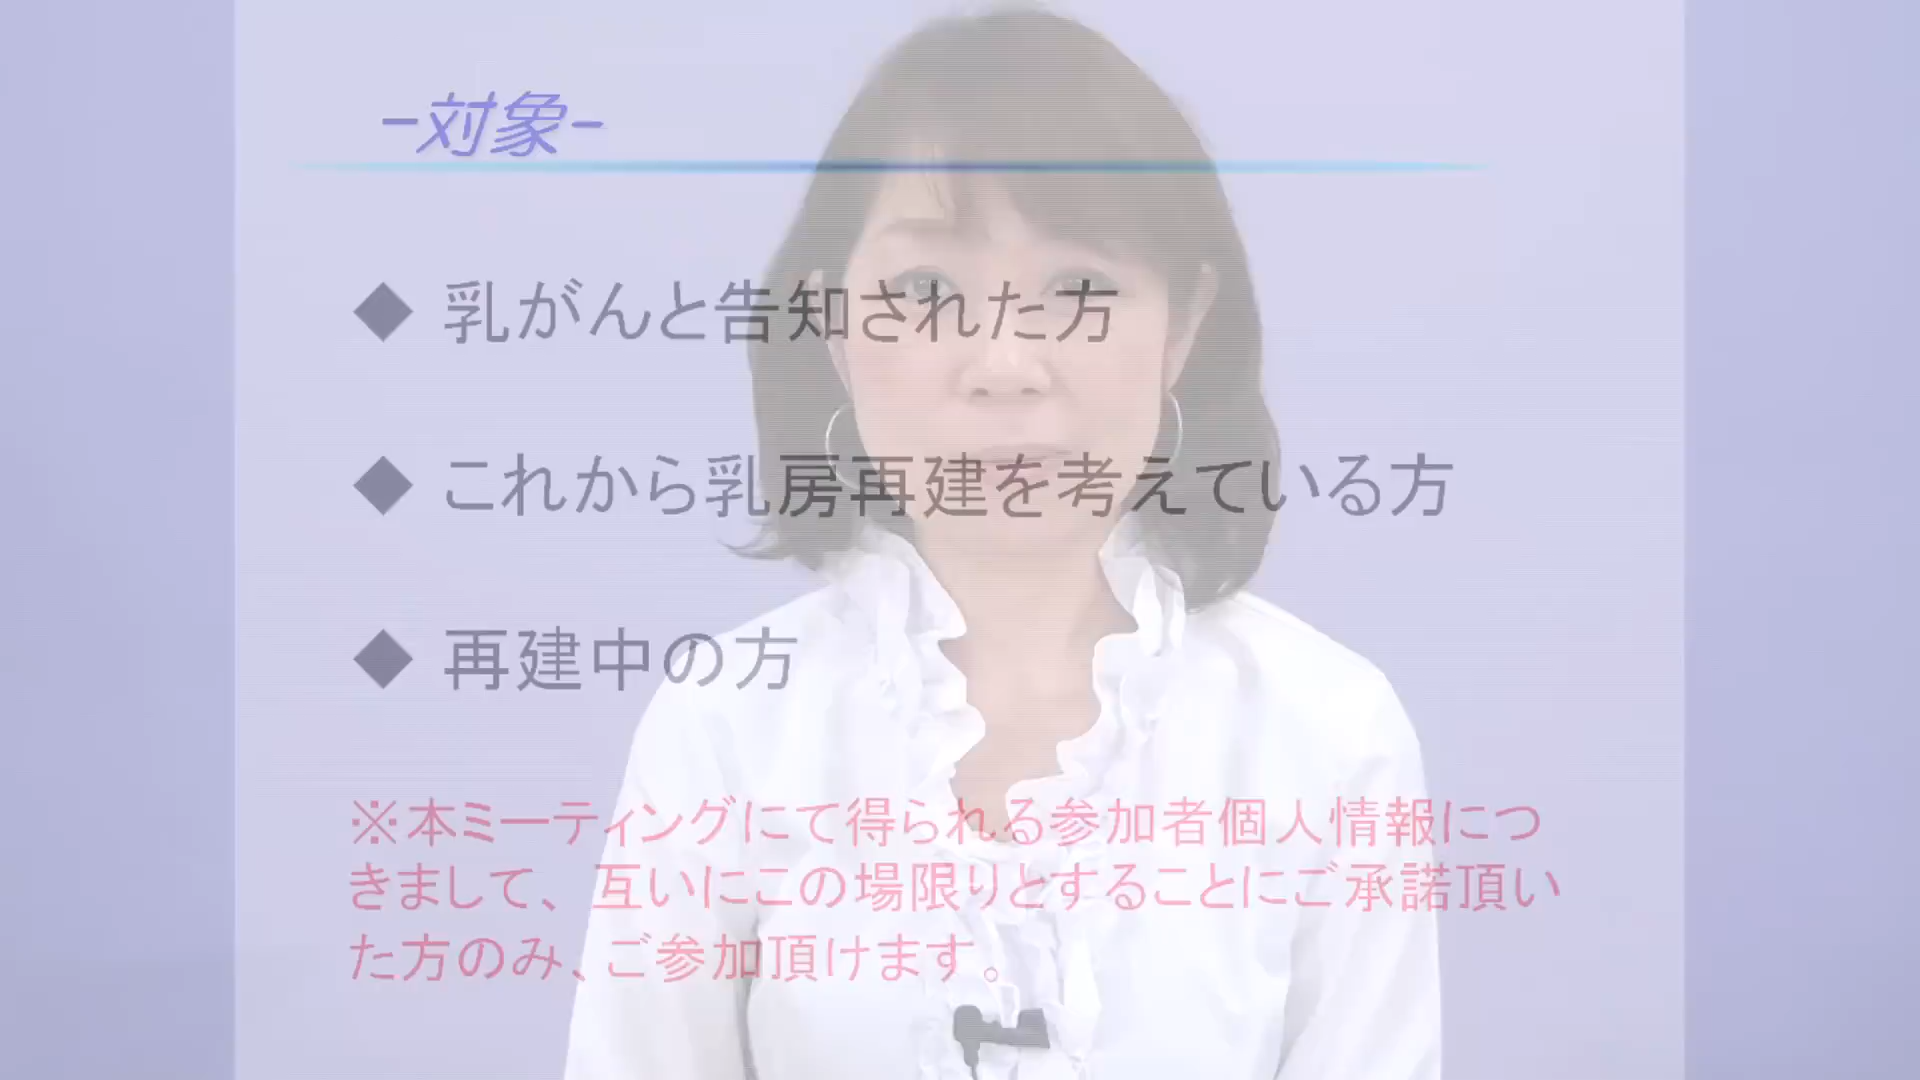 −対象−
◆ 乳がんと告知された方
◆ これから乳房再建を考えている方
◆ 再建中の方
※本ミーティングにて得られる参加者個人情報につ
きまして、互いにこの場限りとすることにご承諾頂い
た方のみ、ご参加頂けます。